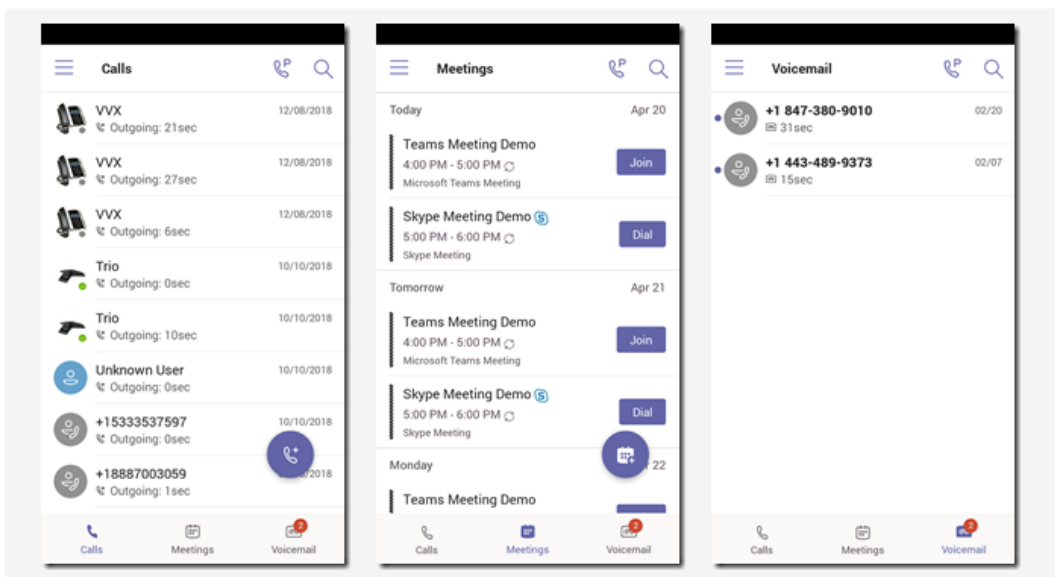 Calls
VVX 12/08/2018
Outgoing: 21sec
VVX 12/08/2018
Outgoing: 27sec
VVX 12/08/2018
Outgoing: 6sec
Trio 10/10/2018
Outgoing: 0sec
Trio 10/10/2018
Outgoing: 10sec
Unknown User 10/10/2018
Outgoing: 0sec
+15333537597 10/10/2018
Outgoing: 0sec
+18887003059 /2018
Outgoing: 1sec
Calls Meetings Voicemail 2
Meetings
Today Apr 20
Teams Meeting Demo
4:00 PM - 5:00 PM Join
Microsoft Teams Meeting
Skype Meeting Demo
5:00 PM - 6:00 PM Dial
Skype Meeting
Tomorrow Apr 21
Teams Meeting Demo
4:00 PM - 5:00 PM Join
Microsoft Teams Meeting
Skype Meeting Demo
5:00 PM - 6:00 PM Dial
Skype Meeting
Monday 22
Teams Meeting Demo
Calls Meetings Voicemail 2
Voicemail
+1 847-380-9010 02/20
31sec
+1 443-489-9373 02/07
15sec
Calls Meetings Voicemail 2